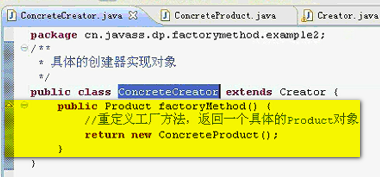 ConcreteCreator.java ConcreteProduct.java Creator.java
package cn.javass.dp.factorymethod.example2;
/**
* 具体的创建器实现对象
*/
public class ConcreteCreator extends Creator {
public Product factoryMethod() {
//重定义工厂方法，返回一个具体的Product对象
return new ConcreteProduct();
}
}